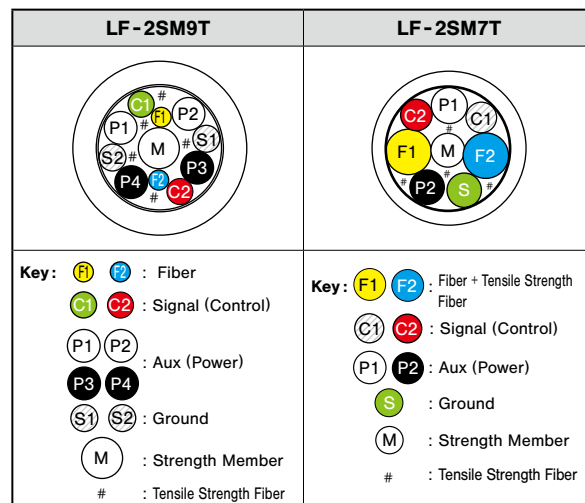 LF-2SM9T
LF-2SM7T
#
C1
F1
P2
P1
#
#
S1
S2
#
M
P3
P4
F2
C2
#
P1
C2
C1
#
F1
M
F2
#
P2
#
S
#
Key: F1 F2 : Fiber
C1 C2 : Signal (Control)
P1 P2
: Aux (Power)
P3 P4
S1 S2 : Ground
M : Strength Member
# : Tensile Strength Fiber
Key: F1 F2 : Fiber + Tensile Strength
Fiber
C1 C2 : Signal (Control)
P1 P2 : Aux (Power)
S : Ground
M : Strength Member
# : Tensile Strength Fiber